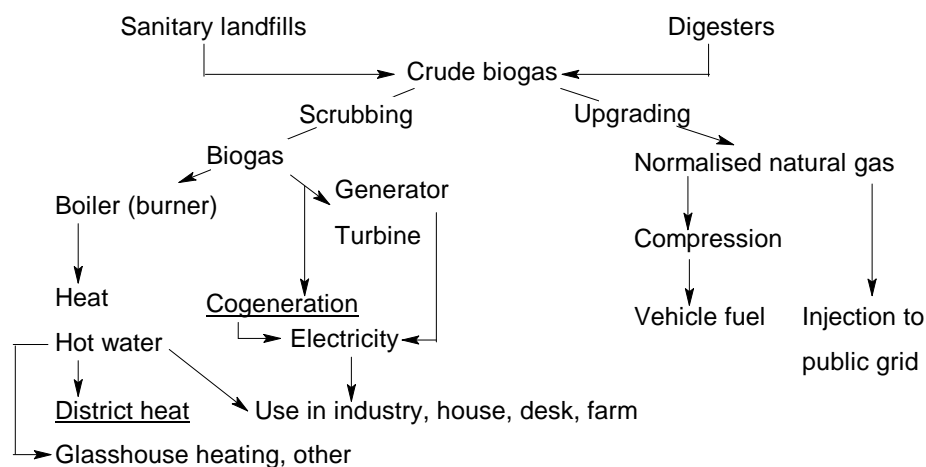 Sanitary landfills
Digesters
Crude biogas
Scrubbing
Upgrading
Biogas
Normalised natural gas
Generator
Boiler (burner)
Turbine
Compression
Heat
Cogeneration
Vehicle fuel
Injection to
public grid
Hot water
Electricity
District heat
Use in industry, house, desk, farm
Glasshouse heating, other